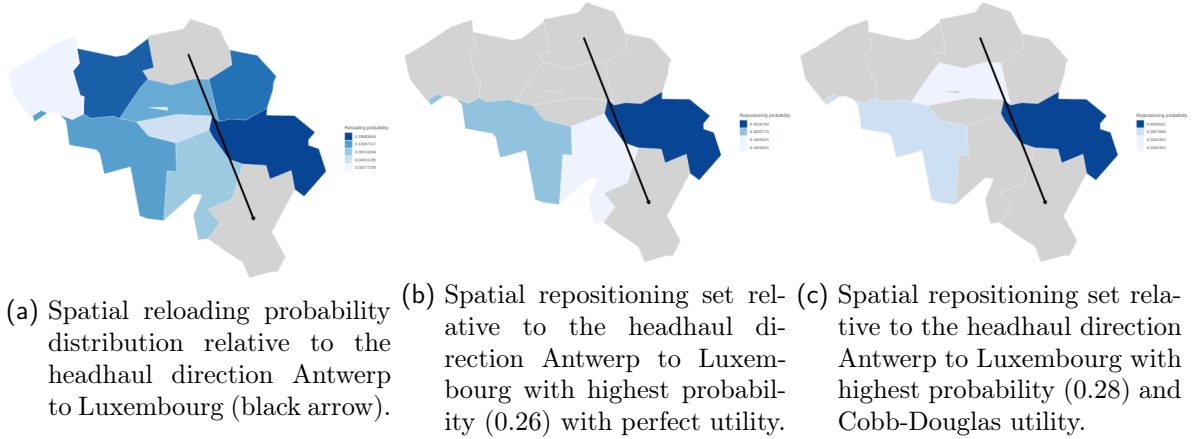 Reloading probability
Repositioning probability
Repositioning probability
(a) Spatial reloading probability
distribution relative to the
headhaul direction Antwerp
to Luxembourg (black arrow).
(b) Spatial repositioning set rel-
ative to the headhaul di-
rection Antwerp to Luxem-
bourg with highest probabil-
ity (0.26) with perfect utility.
(c) Spatial repositioning set rela-
tive to the headhaul direction
Antwerp to Luxembourg with
highest probability (0.28) and
Cobb-Douglas utility.